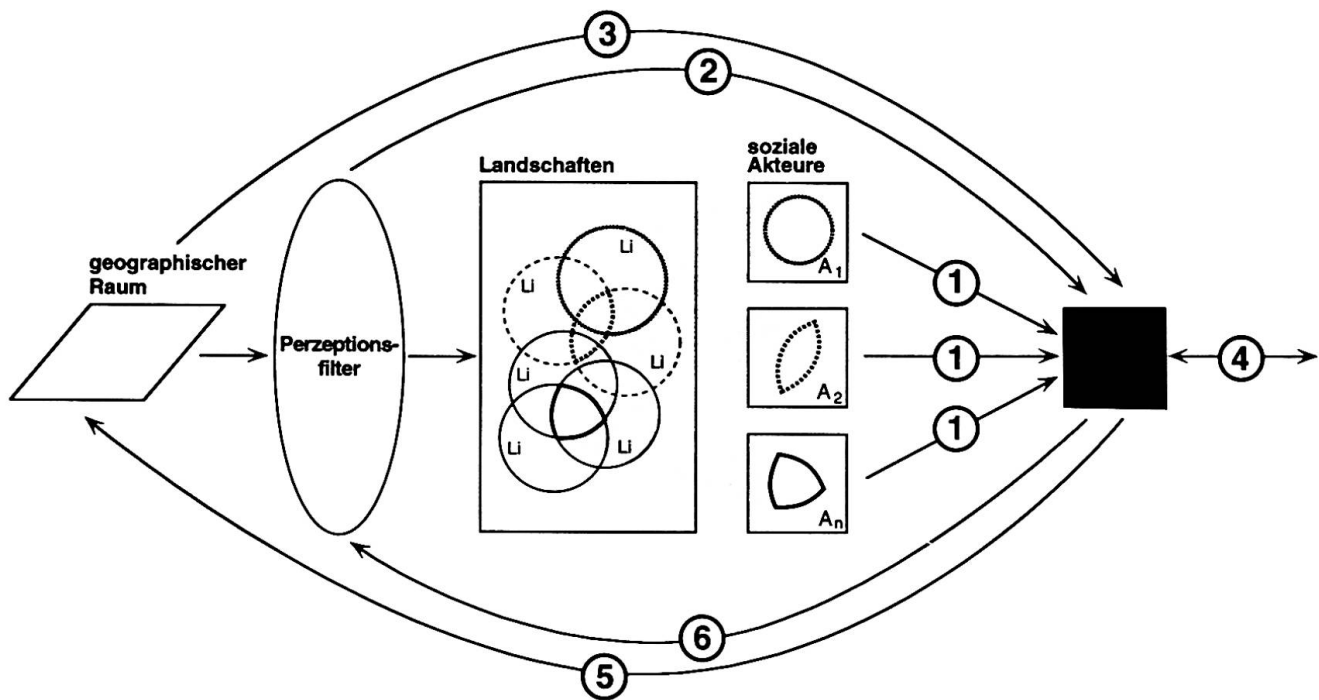 3
2
soziale
Akteure
Landschaften
Li
A1
1
geographischer
Raum
Li
Perzeptions-
filter
Li
Li
A2
1
4
Li
Li
An
1
6
5